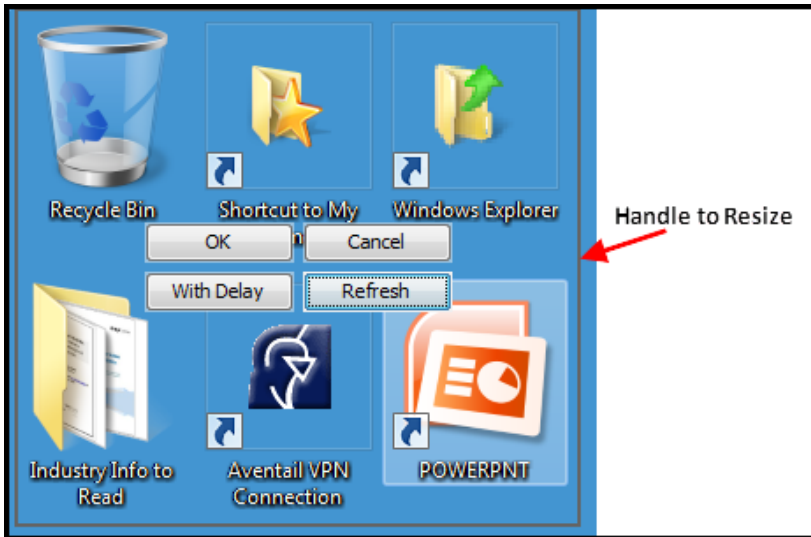 Recycle Bin
Shortcut to My
Windows Explorer
Handle to Resize
OK
Cancel
With Delay
Refresh
Industry Info to
Read
Aventail VPN
Connection
POWERPNT